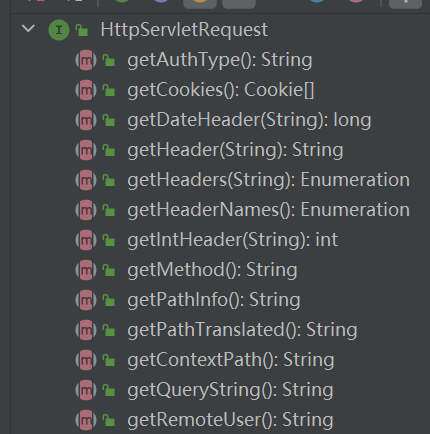 HttpServletRequest
getAuthType(): String
getCookies(): Cookie[]
getDateHeader(String): long
getHeader(String): String
getHeaders(String): Enumeration
getHeaderNames(): Enumeration
getIntHeader(String): int
getMethod(): String
getPathInfo(): String
getPathTranslated(): String
getContextPath(): String
getQueryString(): String
getRemoteUser(): String